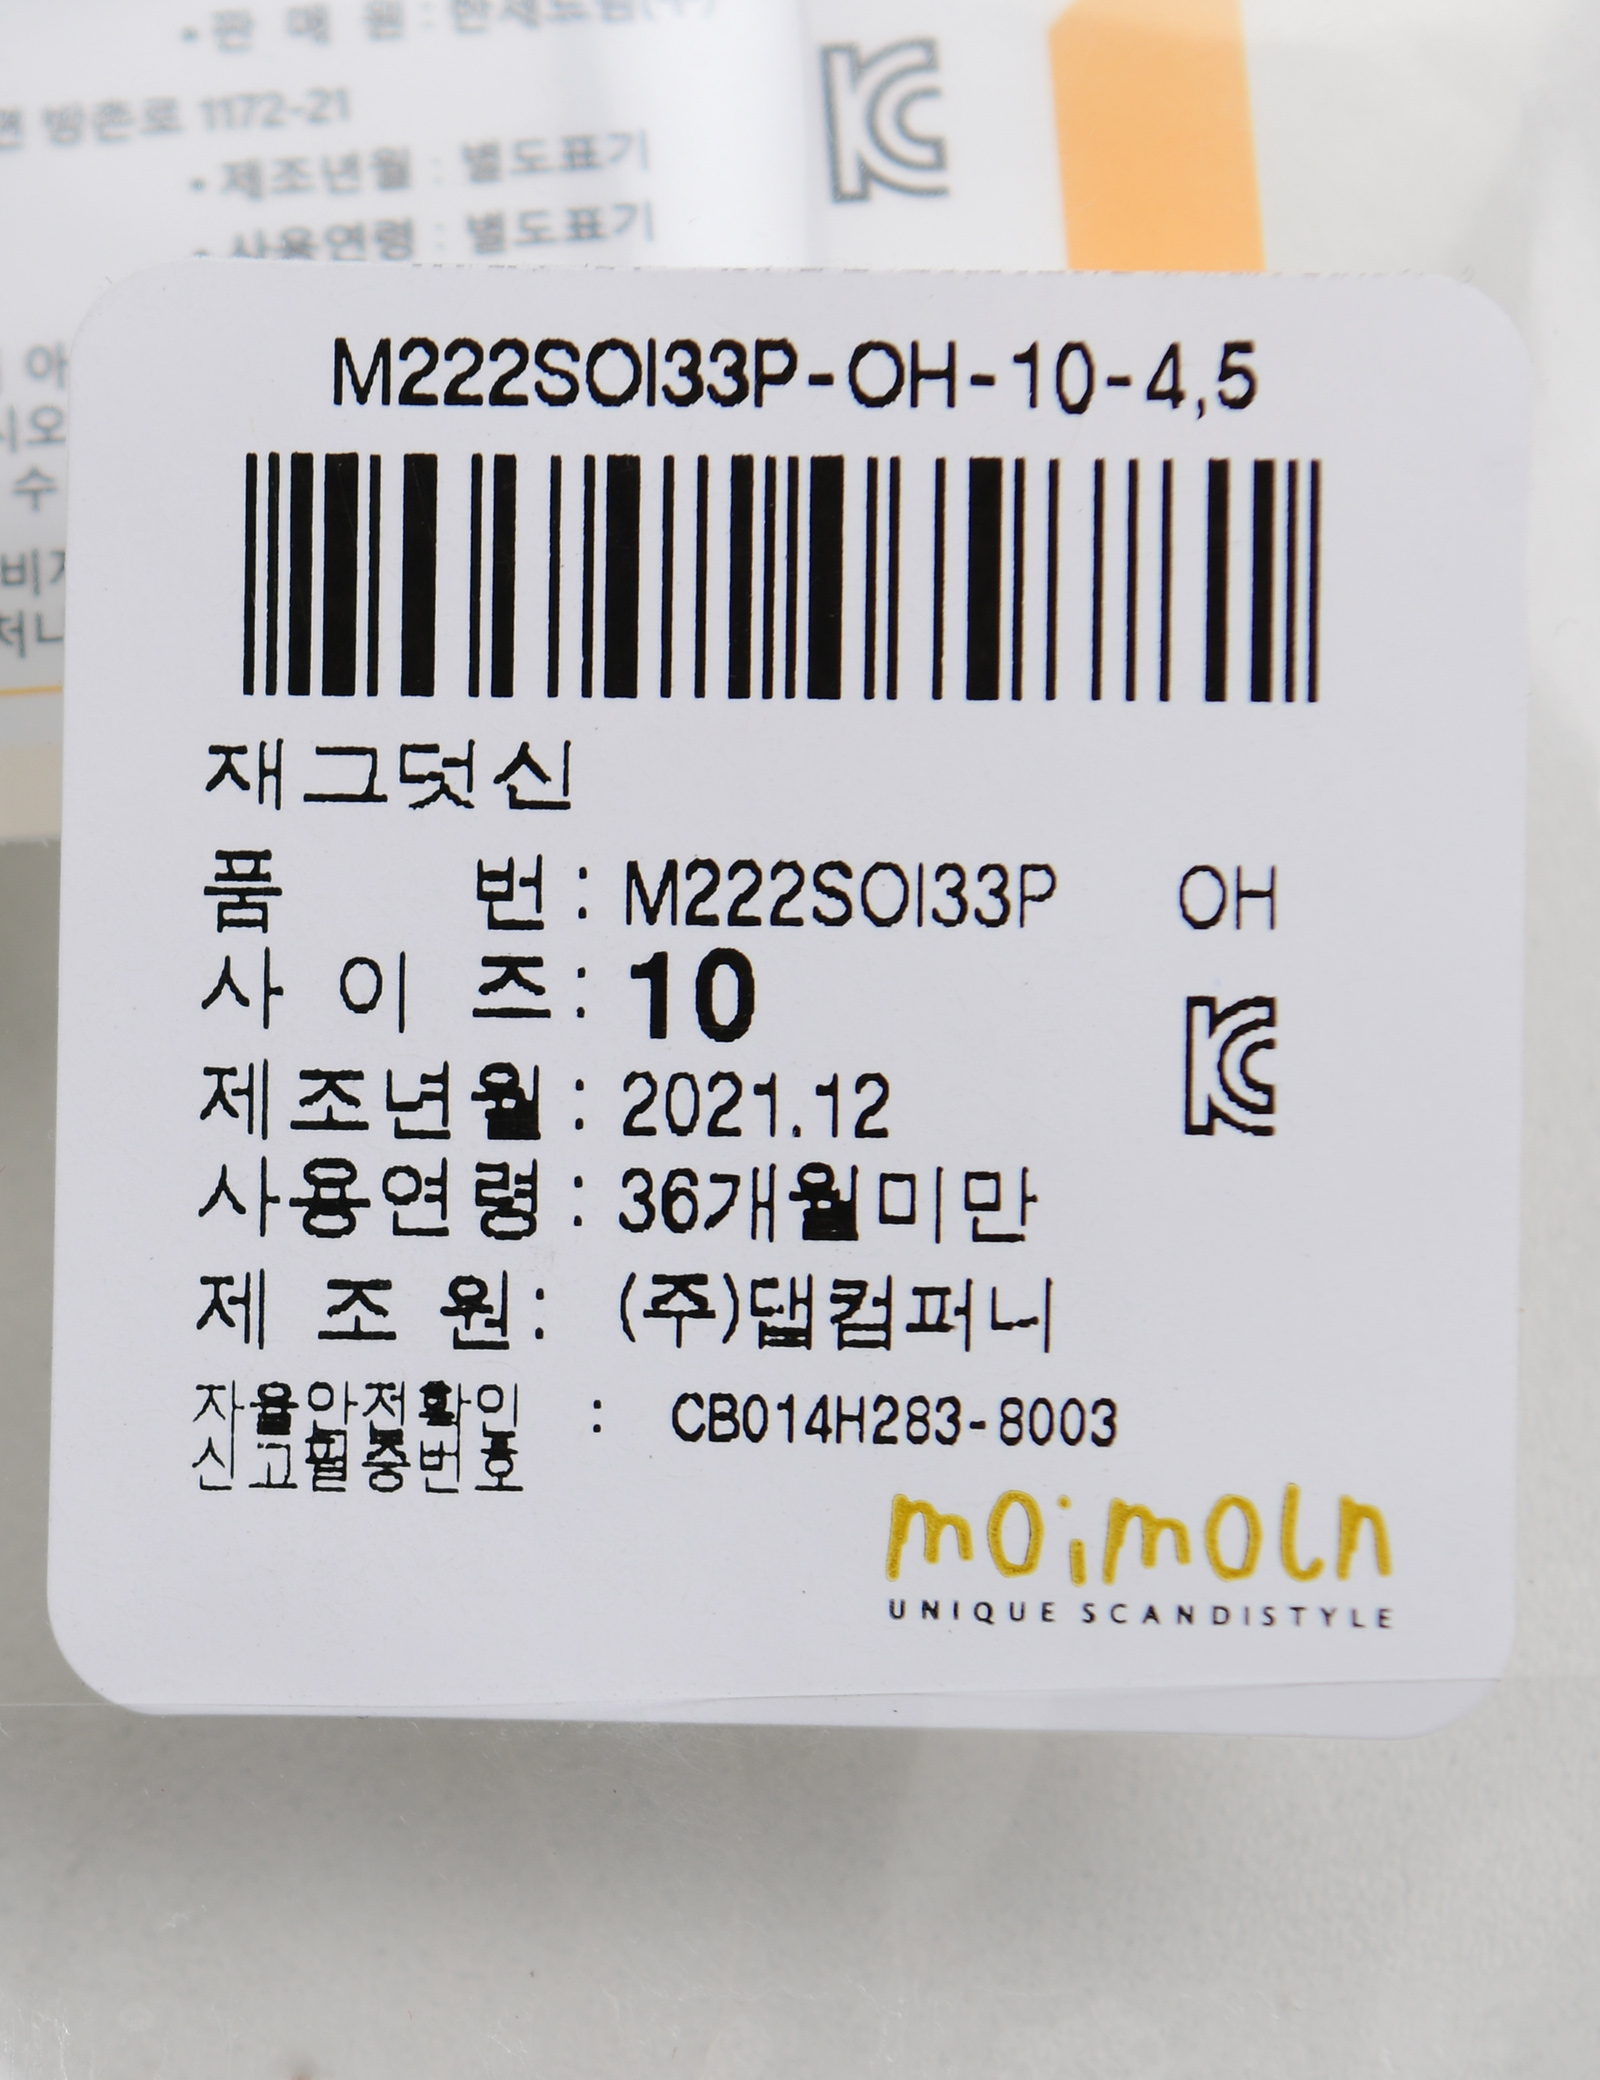 • 판 매 원 : 한세드림(주)
방촌로 1172-21
• 제조년월 : 별도표기
• 사용연령 : 별도표기
아
시오
수
M222SOI33P-OH-10-4,5
재그덧신
품 번 : M222SOI33P OH
사 이 즈 : 10
제조년월 : 2021.12
사용연령 : 36개월미만
제 조 원 : (주)댑컴퍼니
자율안전확인 : CB014H283-8003
신고필증번호
moimoln
UNIQUE SCANDISTYLE